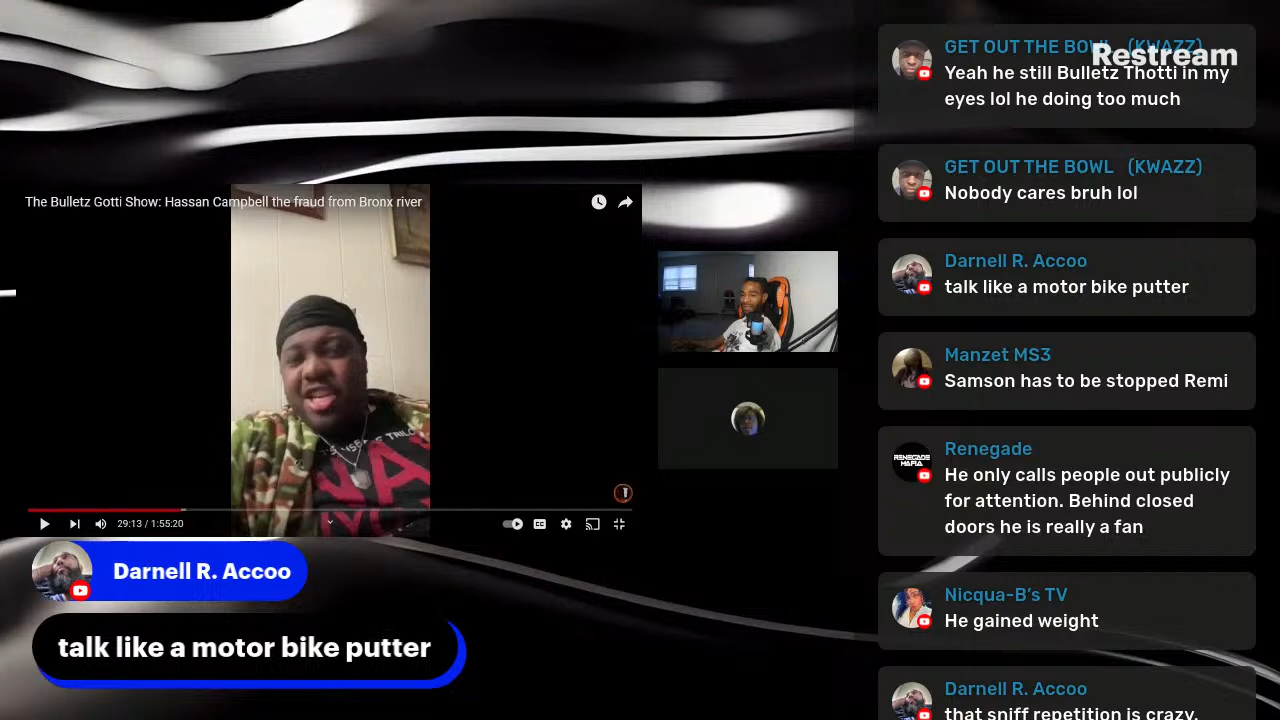 The Bulletz Gotti Show: Hassan Campbell the fraud from Bronx river
29:13 / 1:55:20
CC
Darnell R. Accoo
talk like a motor bike putter
Restream
GET OUT THE BOWL (KWAZZ)
Yeah he still Bulletz Thotti in my
eyes lol he doing too much
GET OUT THE BOWL (KWAZZ)
Nobody cares bruh lol
Darnell R. Accoo
talk like a motor bike putter
Manzet MS3
Samson has to be stopped Remi
RENEGADE
MAFIA
Renegade
He only calls people out publicly
for attention. Behind closed
doors he is really a fan
Nicqua-B's TV
He gained weight
Darnell R. Accoo
that sniff repetition is crazy.